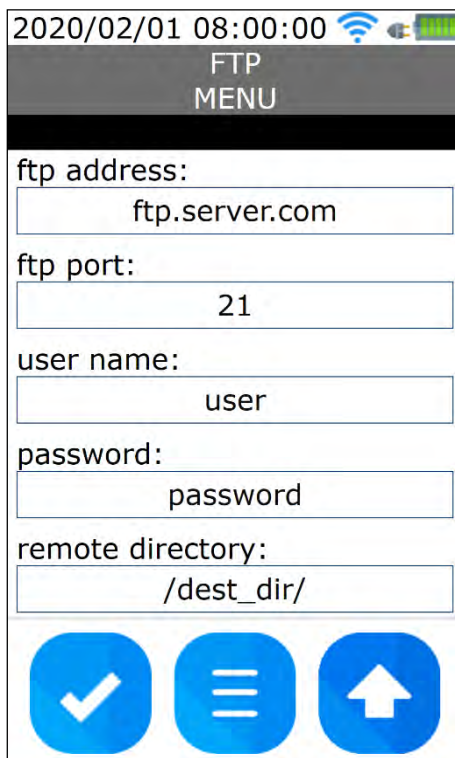 2020/02/01 08:00:00
FTP
MENU
ftp address:
ftp.server.com
ftp port:
21
user name:
user
password:
password
remote directory:
/dest_dir/